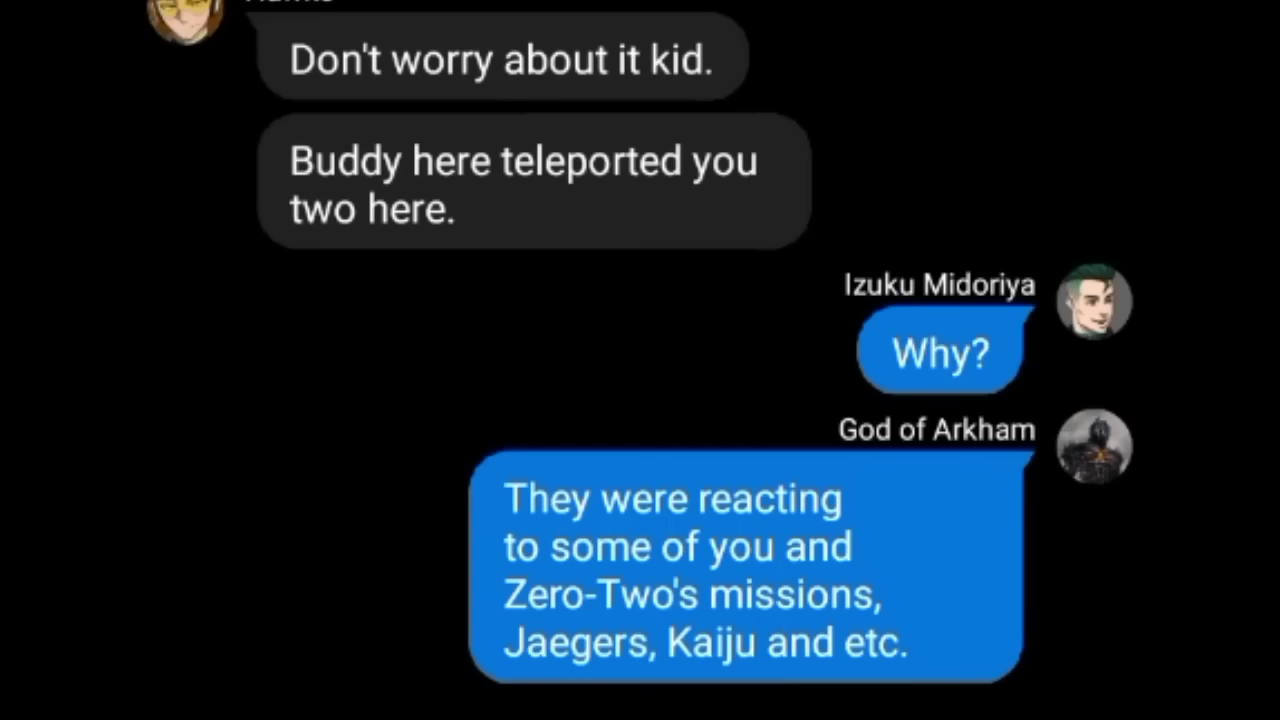 Don't worry about it kid.
Buddy here teleported you
two here.
Izuku Midoriya
Why?
God of Arkham
They were reacting
to some of you and
Zero-Two's missions,
Jaegers, Kaiju and etc.